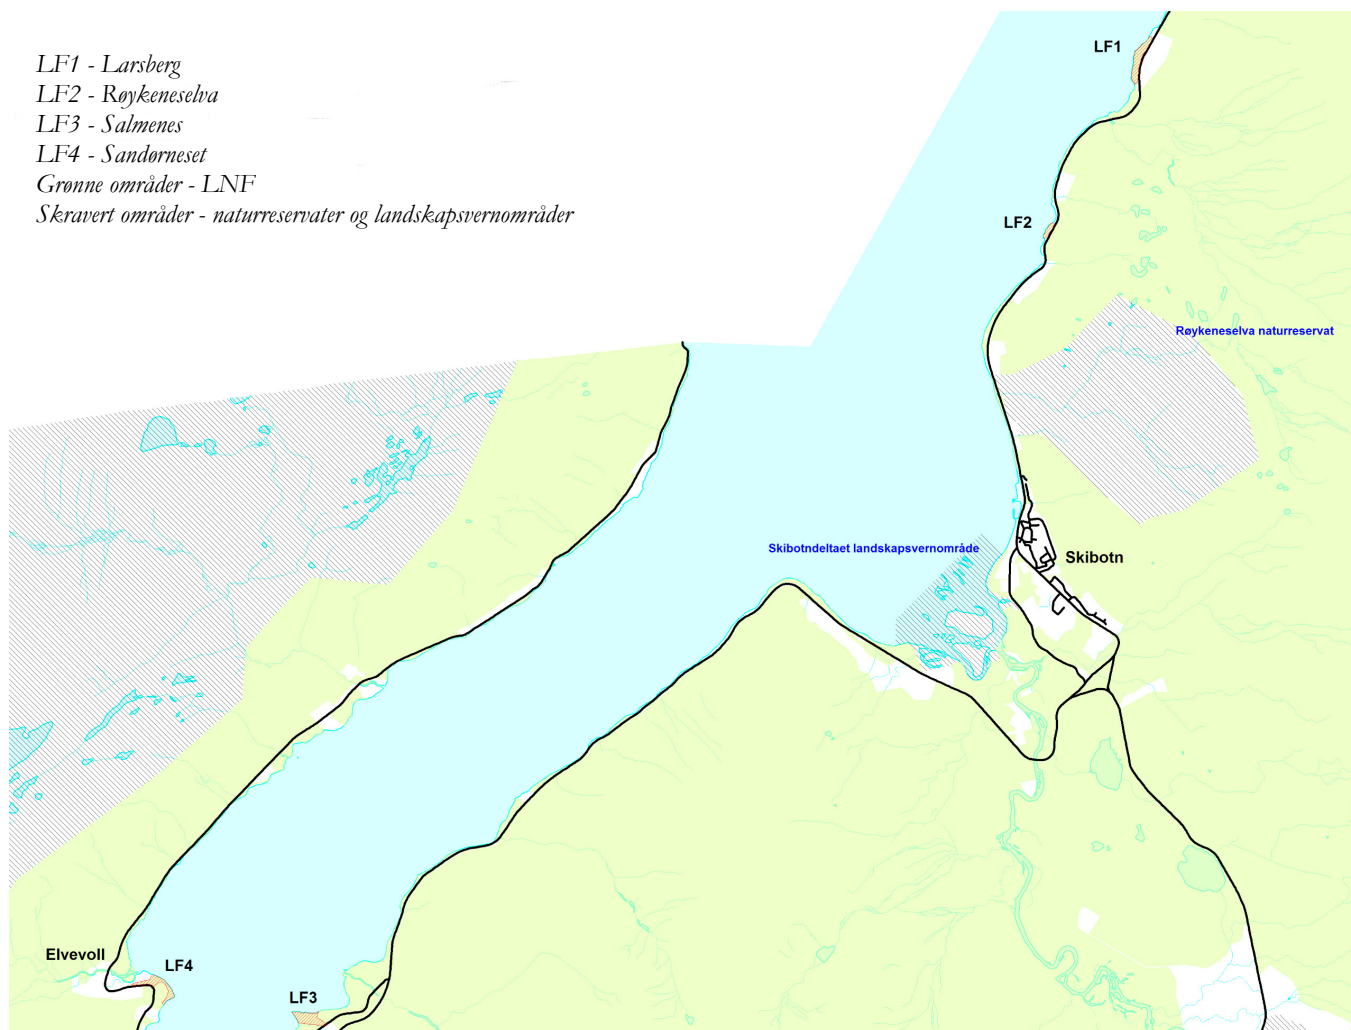 LF1 - Larsberg
LF2 - Røykeneselva
LF3 - Salmenes
LF4 - Sandørneset
Grønne områder - LNF
Skravert områder - naturreservater og landskapsvernområder
LF1
LF2
Røykeneselva naturreservat
Skibotndeltaet landskapsvernområde
Skibotn
Elvevoll
LF4
LF3